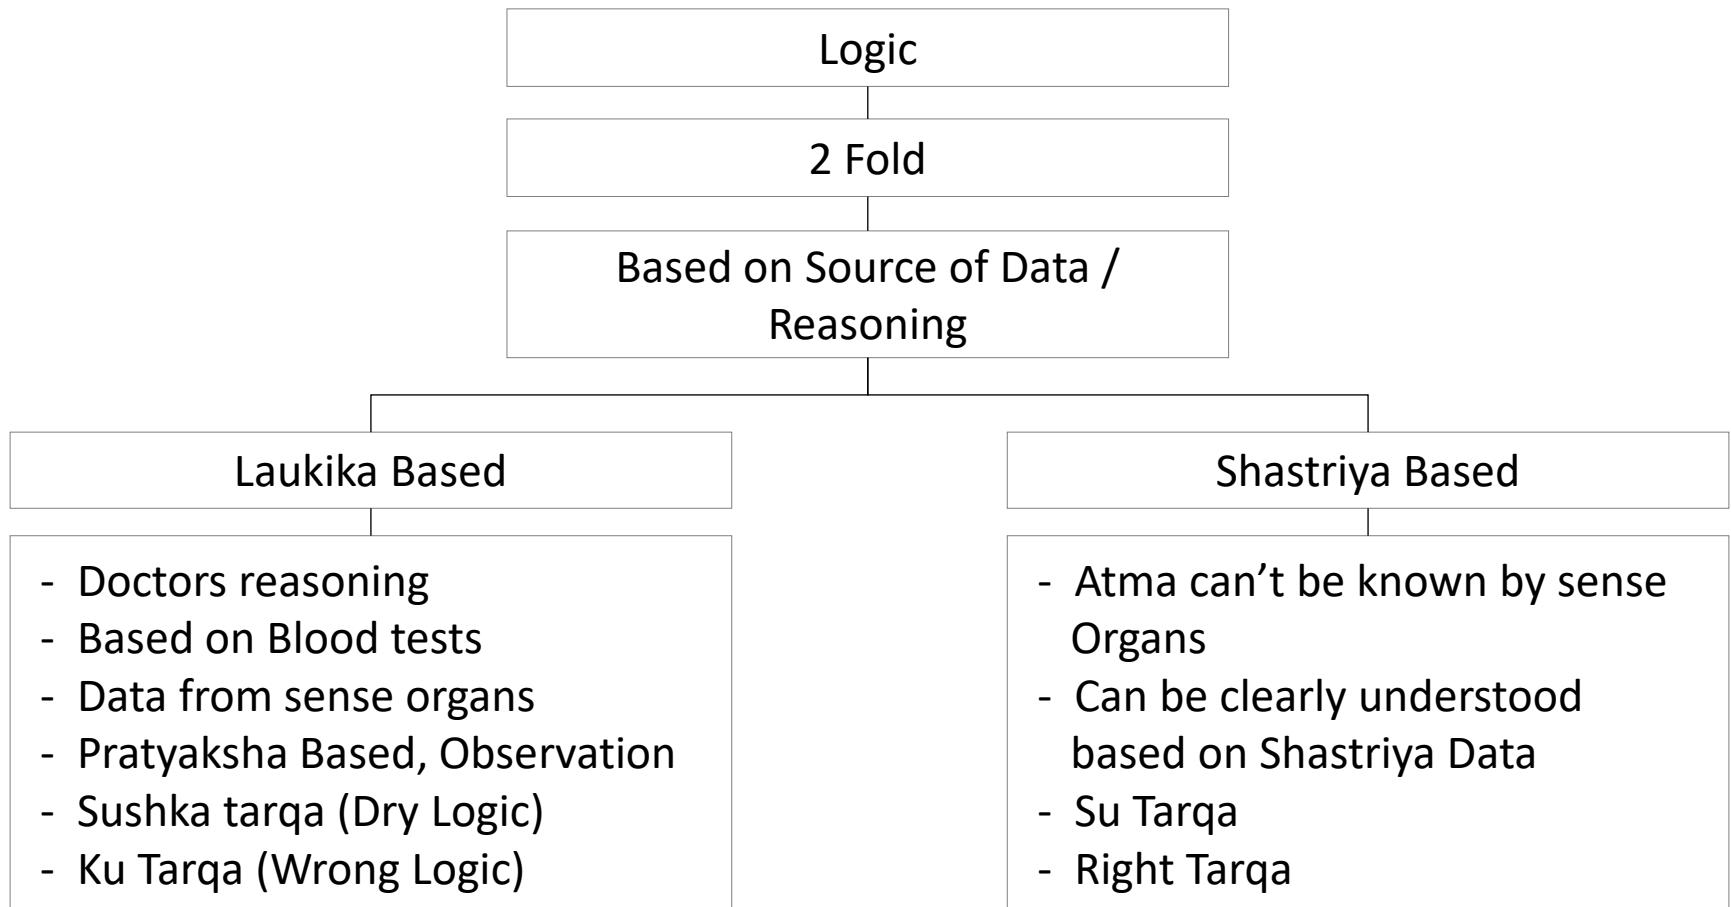 Logic
2 Fold
Based on Source of Data /
Reasoning
Laukika Based
- Doctors reasoning
- Based on Blood tests
- Data from sense organs
- Pratyaksha Based, Observation
- Sushka tarqa (Dry Logic)
- Ku Tarqa (Wrong Logic)
Shastriya Based
- Atma can’t be known by sense
Organs
- Can be clearly understood
based on Shastriya Data
- Su Tarqa
- Right Tarqa